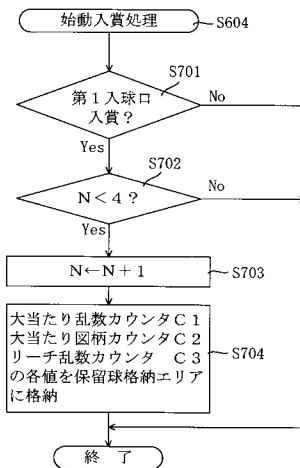 始動入賞処理
S604
S701
第1入球口
入賞？
No
Yes
S702
N＜4？
No
Yes
N←N＋1
S703
大当たり乱数カウンタC1
大当たり図柄カウンタC2
リーチ乱数カウンタ C3
の各値を保留球格納エリア
に格納
S704
終 了